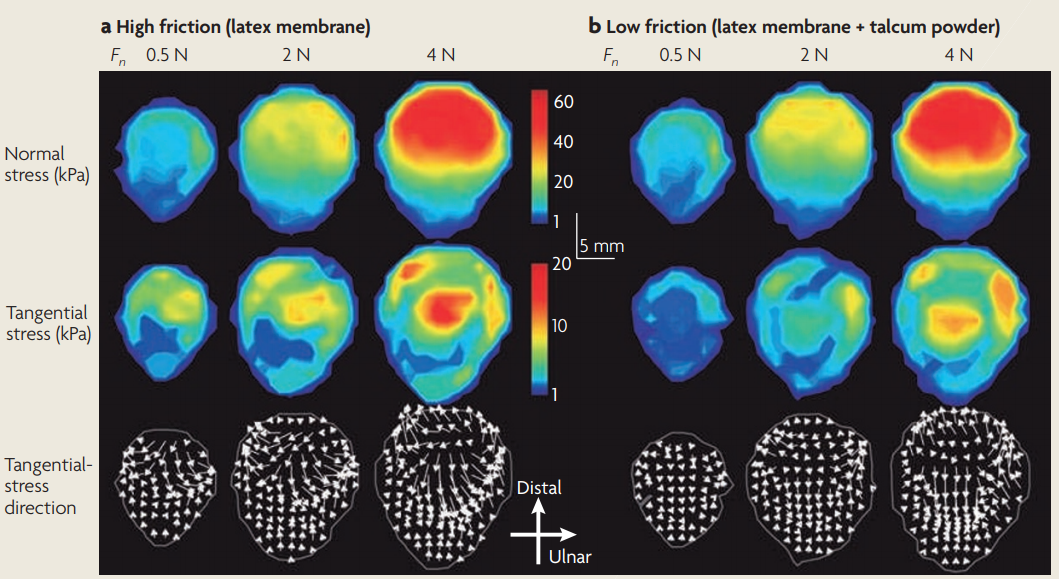 a High friction (latex membrane)
b Low friction (latex membrane + talcum powder)
Fn 0.5 N 2 N 4 N
Fn 0.5 N 2 N 4 N
Normal
stress (kPa)
60
40
20
1
5 mm
Tangential
stress (kPa)
20
10
1
Tangential-
stress
direction
Distal
Ulnar